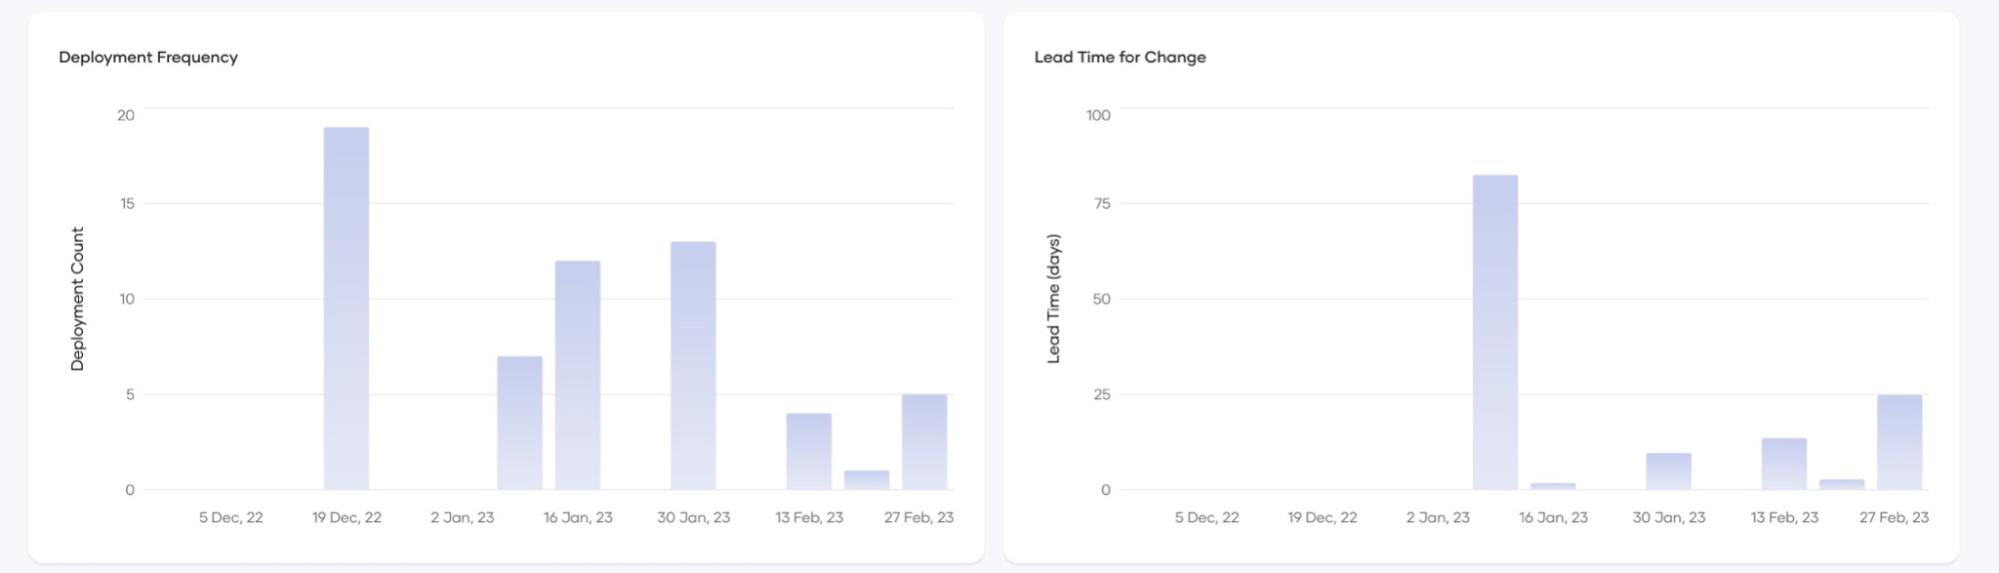 Deployment Frequency
Deployment Count
20
15
10
5
0
5 Dec, 22 19 Dec, 22 2 Jan, 23 16 Jan, 23 30 Jan, 23 13 Feb, 23 27 Feb, 23
Lead Time for Change
Lead Time (days)
100
75
50
25
0
5 Dec, 22 19 Dec, 22 2 Jan, 23 16 Jan, 23 30 Jan, 23 13 Feb, 23 27 Feb, 23